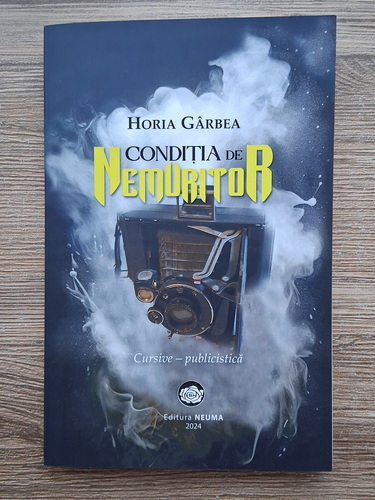 HORIA GÂRBEA
CONDIȚIA DE
NEMURITOR
Cursive – publicistică
Editura NEUMA
2024